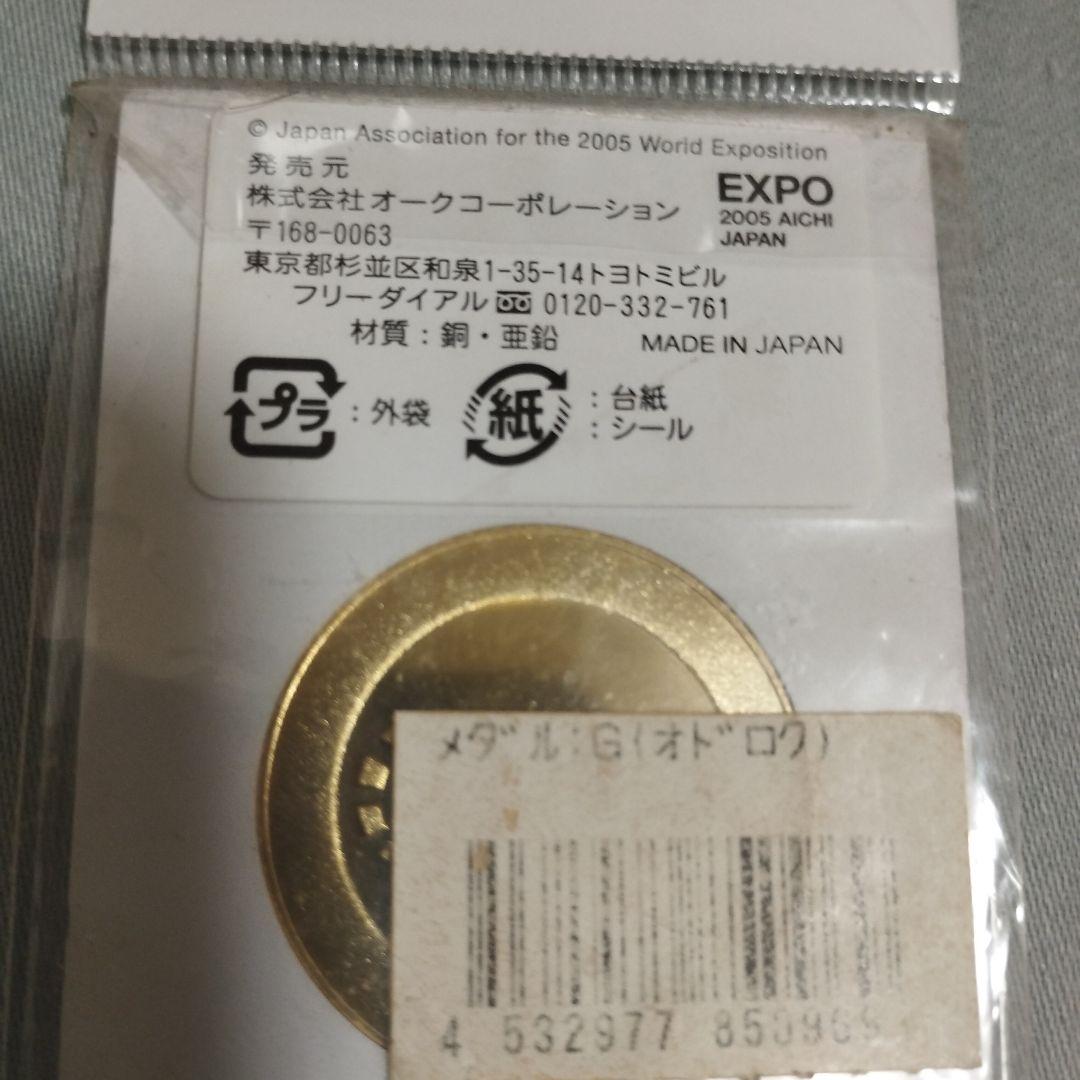 © Japan Association for the 2005 World Exposition
発売元
株式会社オークコーポレーション
EXPO
2005 AICHI
JAPAN
〒168-0063
東京都杉並区和泉1-35-14トヨトミビル
フリーダイアル 0120-332-761
材質：銅・亜鉛
MADE IN JAPAN
プラ：外袋
紙：台紙
：シール
メダル:G(オドロク)
4 532977